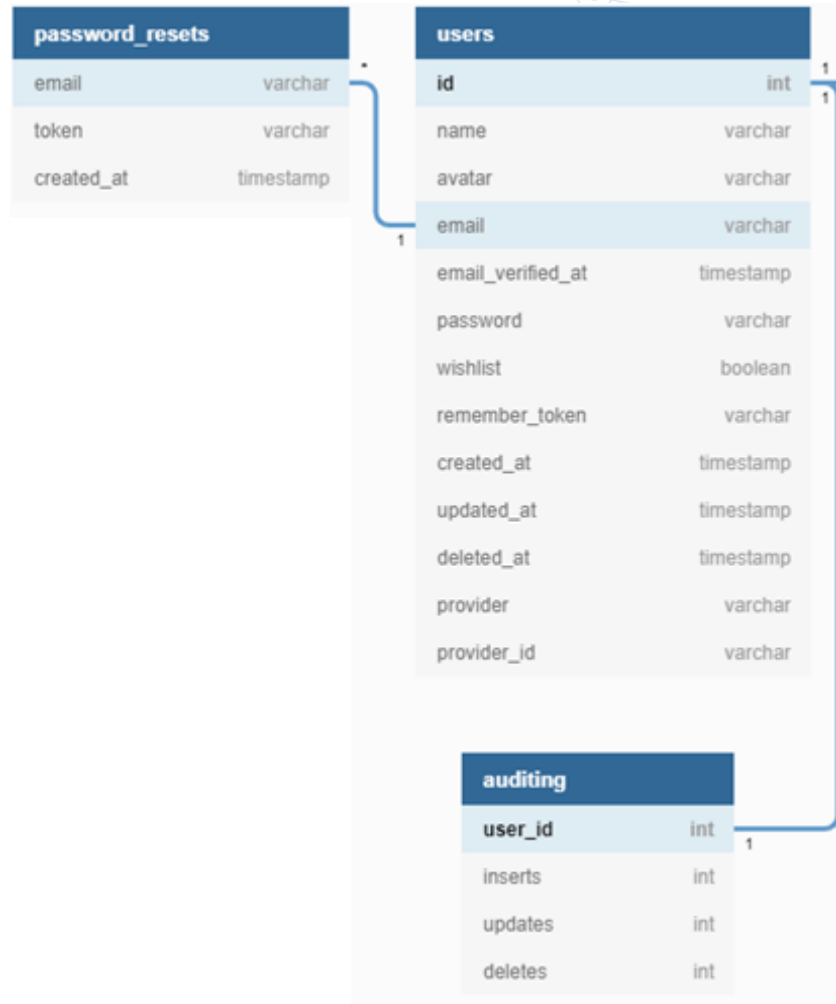 password_resets
email varchar
token varchar
created_at timestamp
*
1
users
id int
name varchar
avatar varchar
email varchar
email_verified_at timestamp
password varchar
wishlist boolean
remember_token varchar
created_at timestamp
updated_at timestamp
deleted_at timestamp
provider varchar
provider_id varchar
1
1
auditing
user_id int
inserts int
updates int
deletes int
1